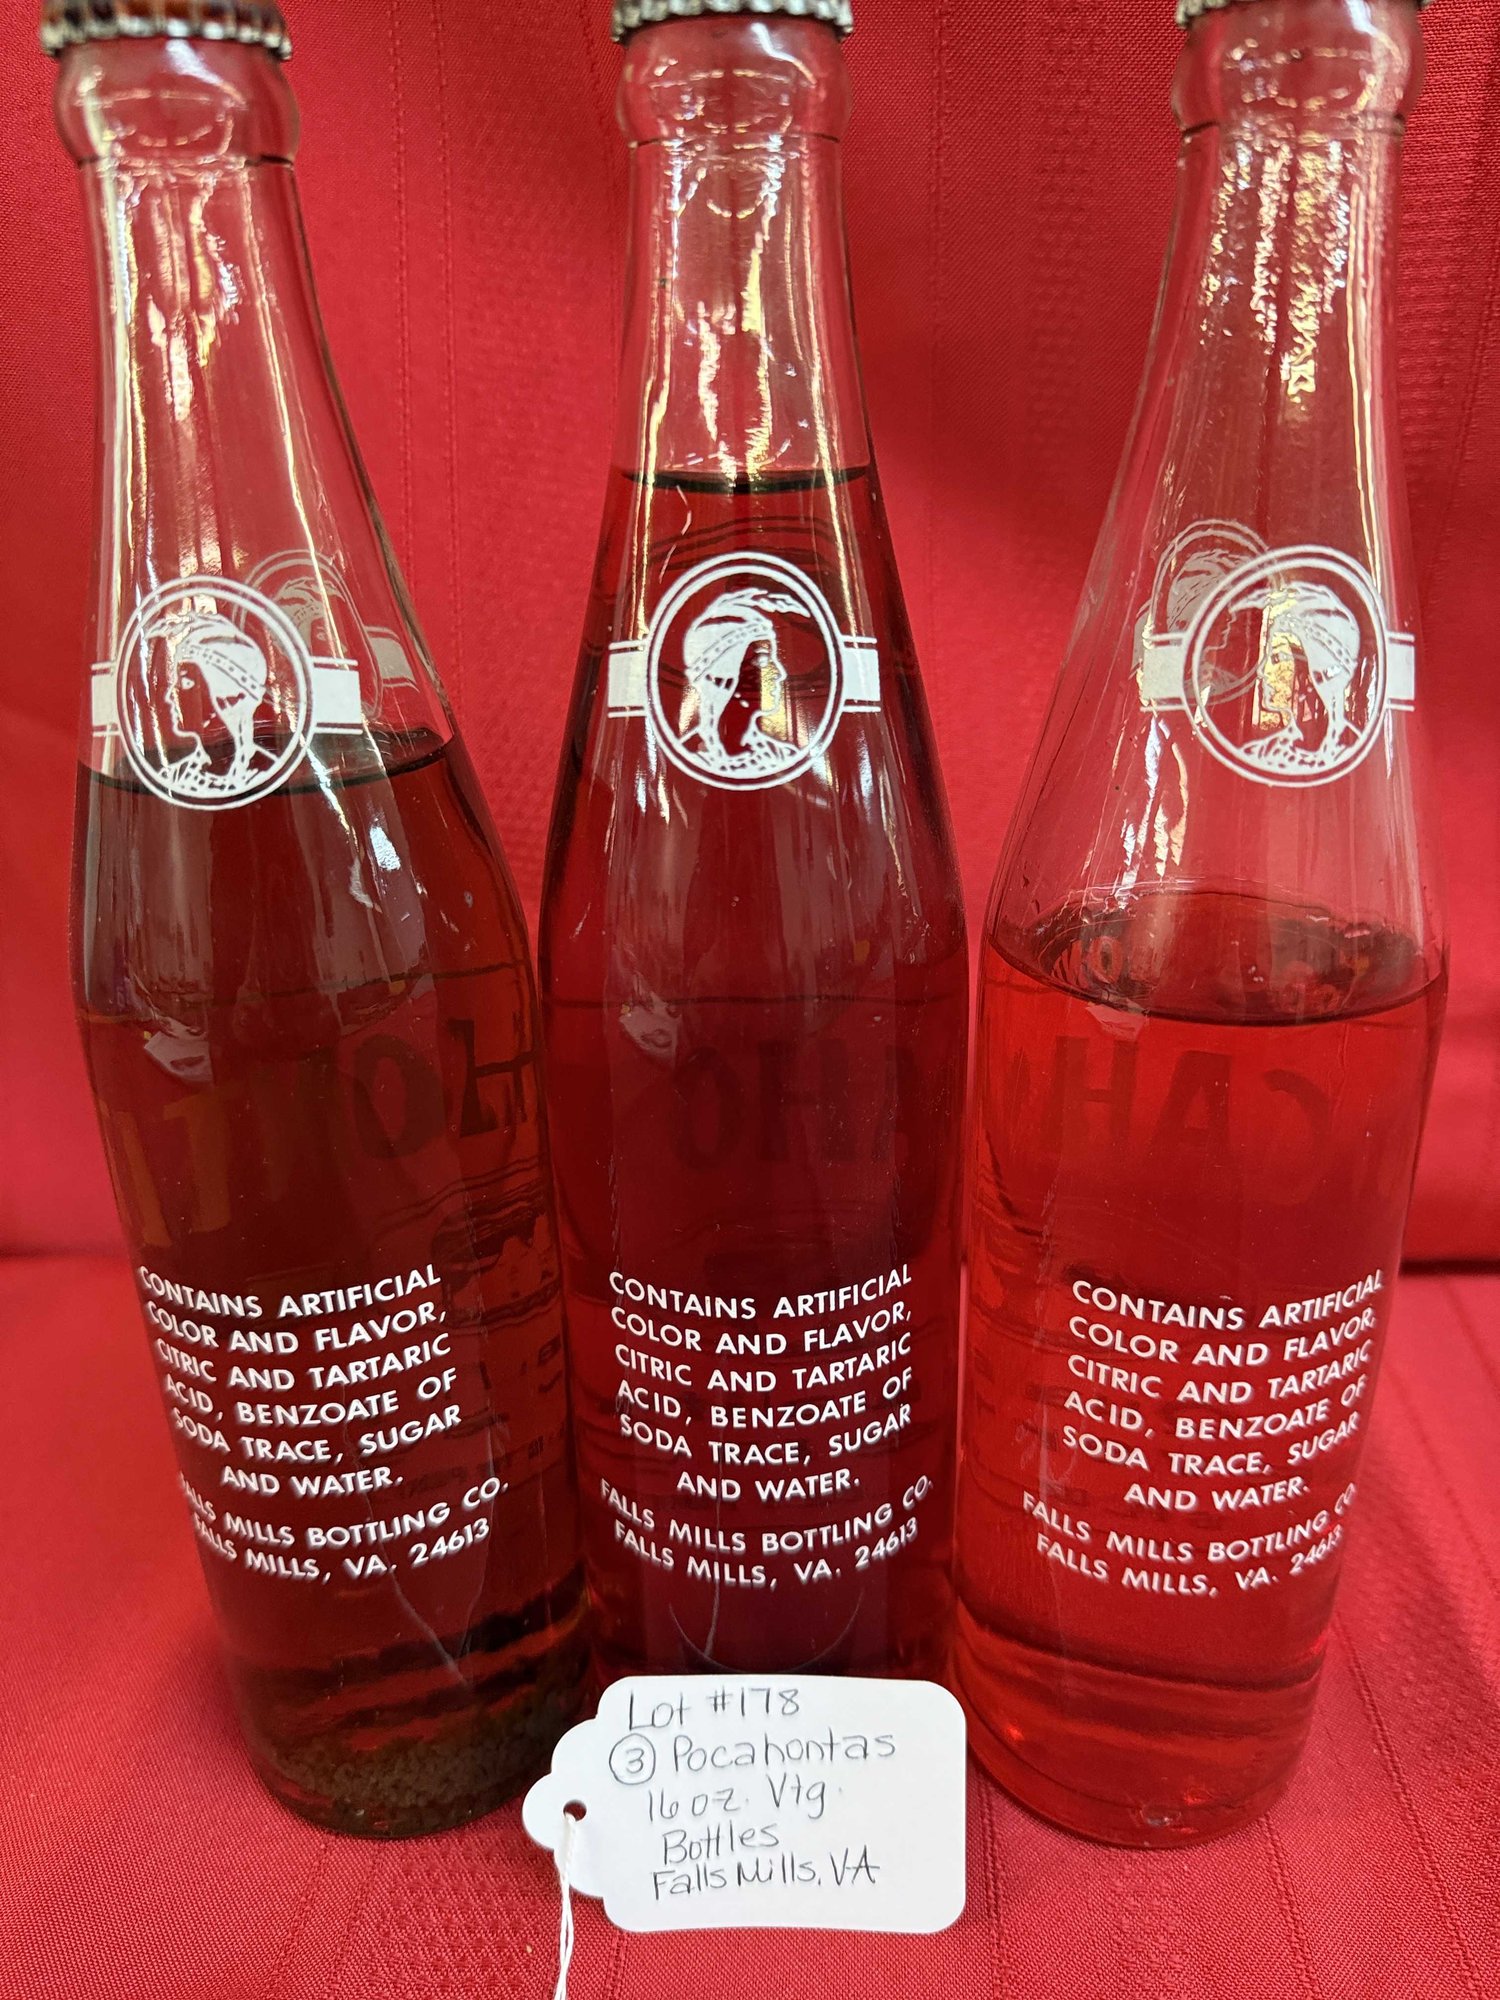 CONTAINS ARTIFICIAL
COLOR AND FLAVOR,
CITRIC AND TARTARIC
ACID, BENZOATE OF
SODA TRACE, SUGAR
AND WATER.
FALLS MILLS BOTTLING CO.
FALLS MILLS, VA. 24613
CONTAINS ARTIFICIAL
COLOR AND FLAVOR,
CITRIC AND TARTARIC
ACID, BENZOATE OF
SODA TRACE, SUGAR
AND WATER.
FALLS MILLS BOTTLING CO.
FALLS MILLS, VA. 24613
CONTAINS ARTIFICIAL
COLOR AND FLAVOR,
CITRIC AND TARTARIC
ACID, BENZOATE OF
SODA TRACE, SUGAR
AND WATER.
FALLS MILLS BOTTLING CO.
FALLS MILLS, VA. 24613
Lot #178
3 Pocahontas
16 oz. Vtg.
Bottles
Falls Mills, VA